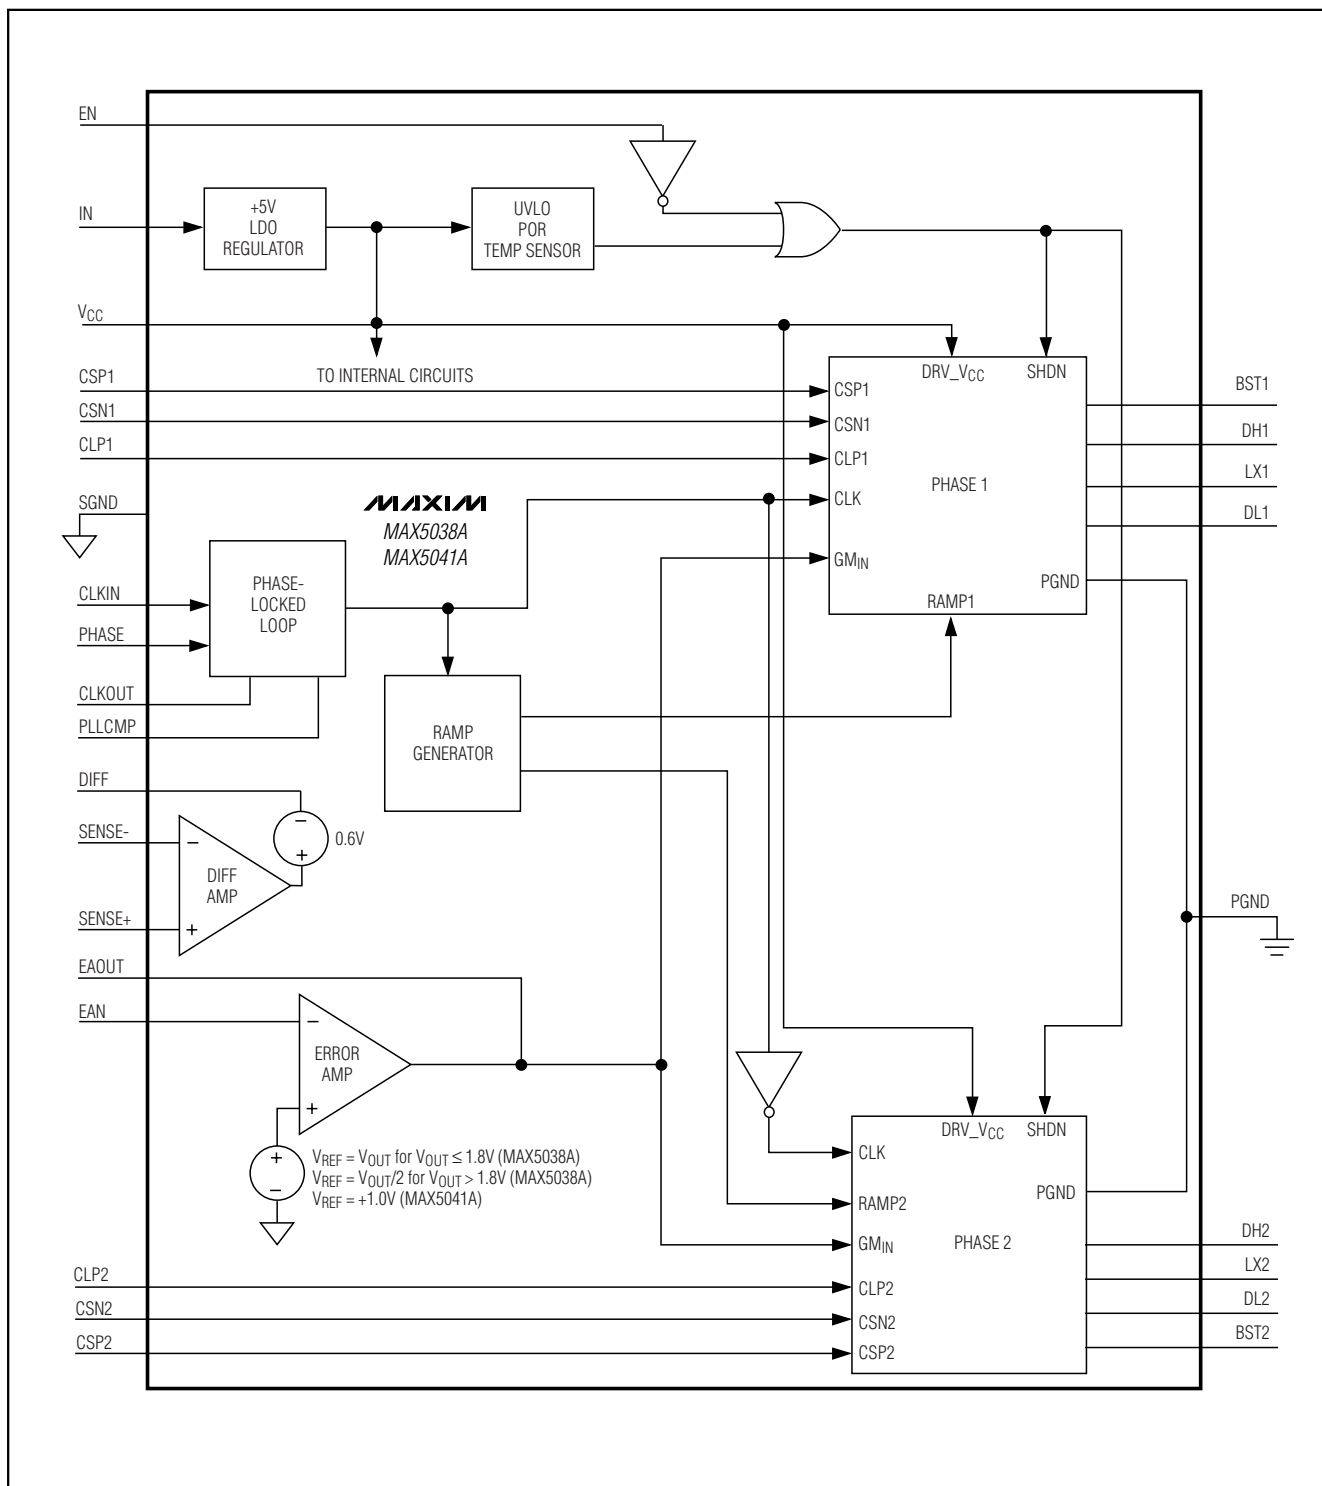 EN
IN
+5V
LDO
REGULATOR
UVLO
POR
TEMP SENSOR
VCC
TO INTERNAL CIRCUITS
DRV_VCC
SHDN
CSP1
CSP1
BST1
CSN1
CSN1
DH1
CLP1
CLP1
PHASE 1
LX1
CLK
SGND
MAXIM
MAX5038A
MAX5041A
DL1
GMIN
PGND
RAMP1
CLKIN
PHASE
PHASE-
LOCKED
LOOP
CLKOUT
PLLCMP
RAMP
GENERATOR
DIFF
−
+
0.6V
SENSE-
−
DIFF
AMP
SENSE+
+
PGND
EAOUT
EAN
−
ERROR
AMP
+
+
−
VREF = VOUT for VOUT ≤ 1.8V (MAX5038A)
VREF = VOUT/2 for VOUT > 1.8V (MAX5038A)
VREF = +1.0V (MAX5041A)
DRV_VCC
SHDN
CLK
PGND
RAMP2
GMIN
PHASE 2
DH2
LX2
CLP2
CLP2
DL2
CSN2
CSN2
BST2
CSP2
CSP2